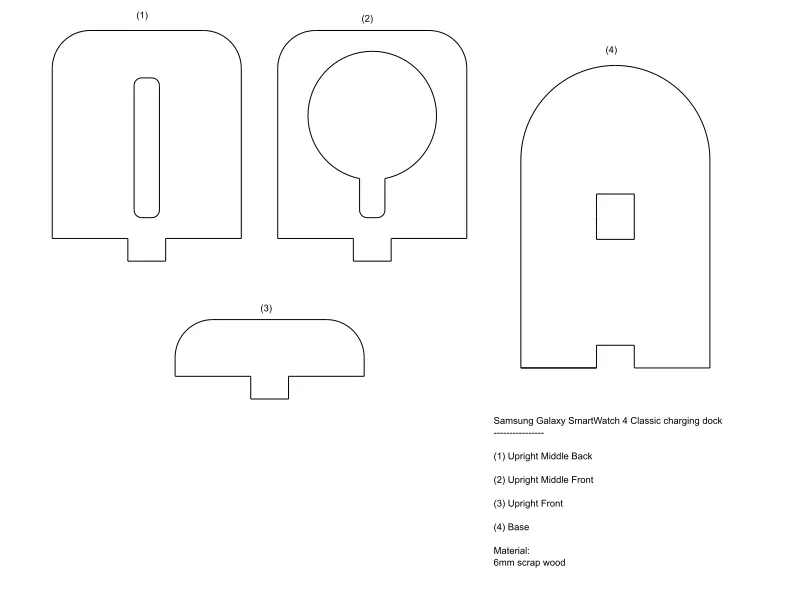 (1)
(2)
(4)
(3)
Samsung Galaxy SmartWatch 4 Classic charging dock
----------------
(1) Upright Middle Back
(2) Upright Middle Front
(3) Upright Front
(4) Base
Material:
6mm scrap wood